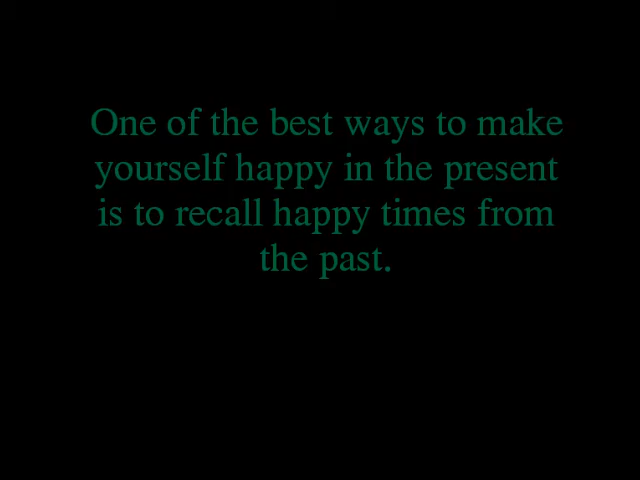 One of the best ways to make
yourself happy in the present
is to recall happy times from
the past.